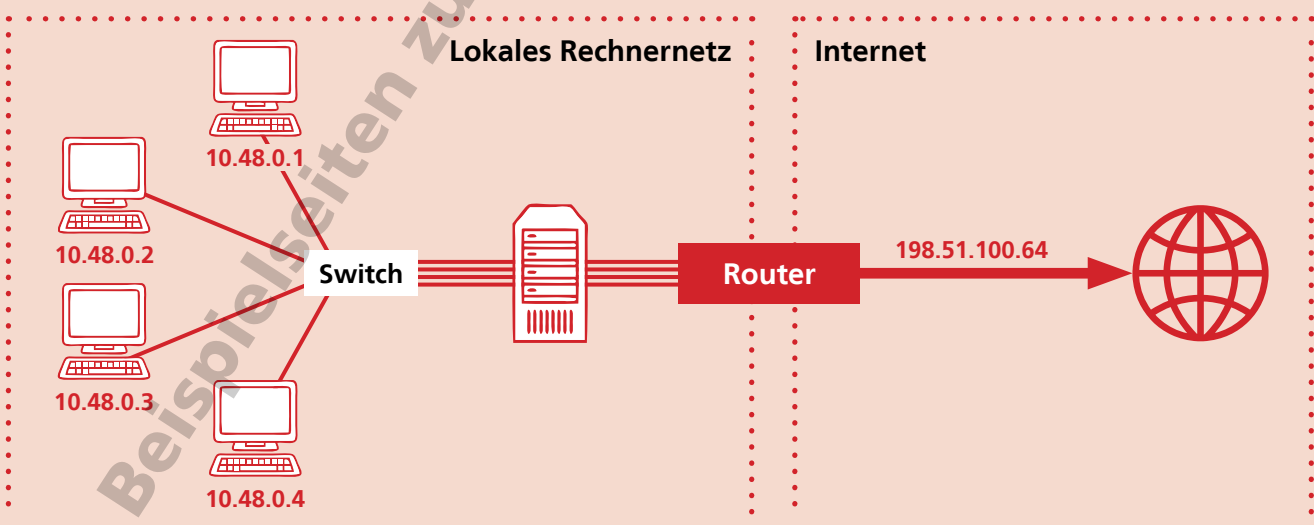 Lokales Rechnernetz
Internet
10.48.0.1
10.48.0.2
Switch
Router
198.51.100.64
10.48.0.3
10.48.0.4
Beispielseiten zu